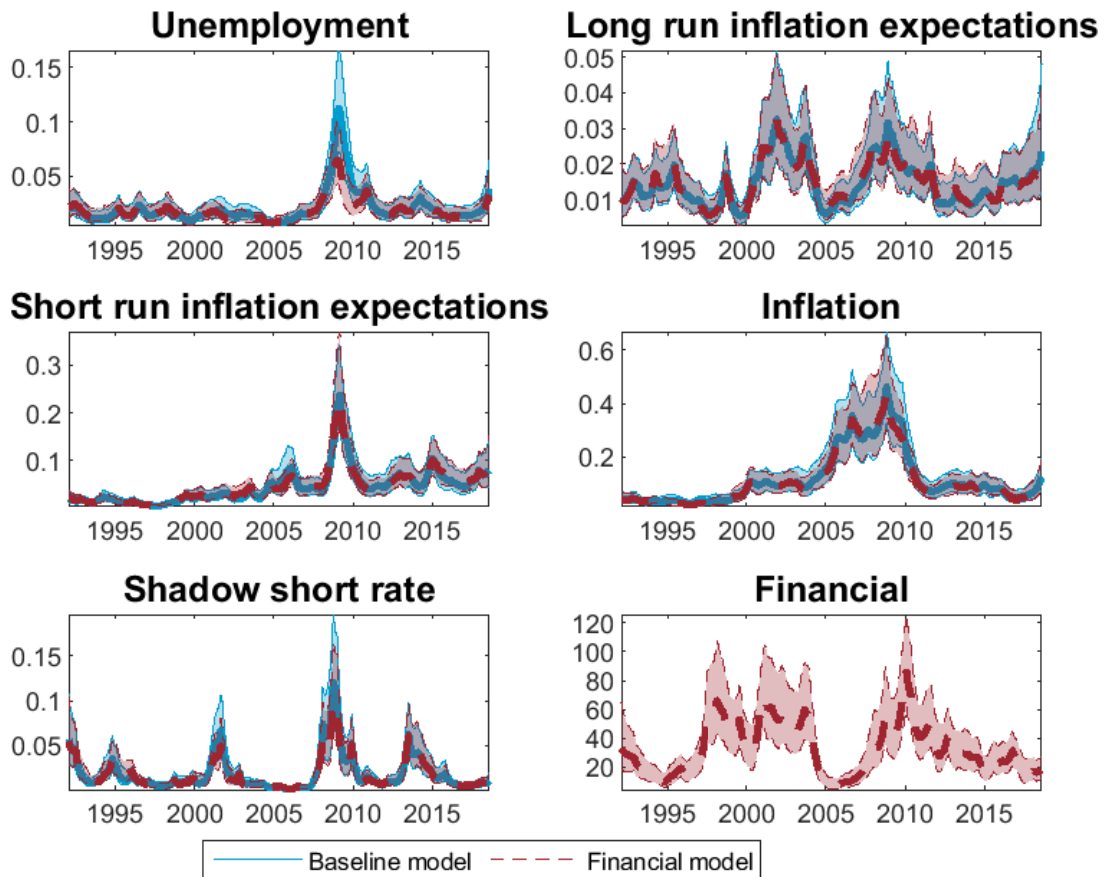 Unemployment
0.15
0.1
0.05
1995 2000 2005 2010 2015
Long run inflation expectations
0.05
0.04
0.03
0.02
0.01
1995 2000 2005 2010 2015
Short run inflation expectations
0.3
0.2
0.1
1995 2000 2005 2010 2015
Inflation
0.6
0.4
0.2
1995 2000 2005 2010 2015
Shadow short rate
0.15
0.1
0.05
1995 2000 2005 2010 2015
Financial
120
100
80
60
40
20
1995 2000 2005 2010 2015
Baseline model Financial model